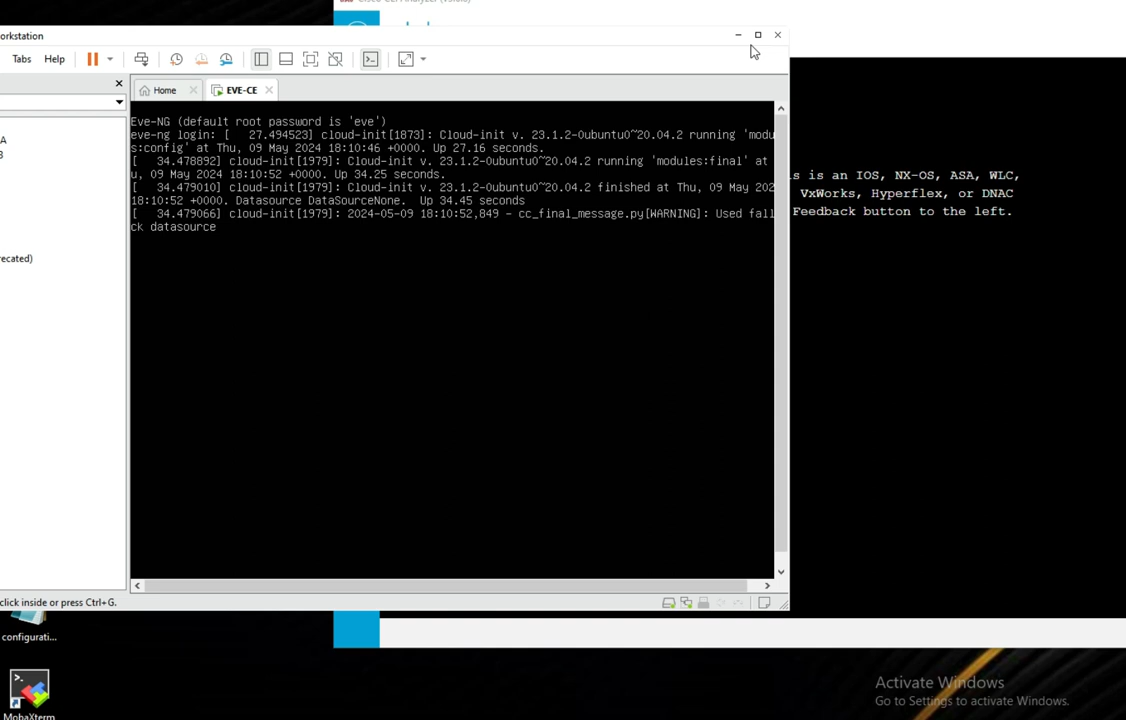 orkstation
Tabs Help
Home EVE-CE
Eve-NG (default root password is 'eve')
eve-ng login: [ 27.494523] cloud-init[1873]: Cloud-init v. 23.1.2-0ubuntu0~20.04.2 running 'modu
s:config' at Thu, 09 May 2024 18:10:46 +0000. Up 27.16 seconds.
[ 34.478892] cloud-init[1979]: Cloud-init v. 23.1.2-0ubuntu0~20.04.2 running 'modules:final' at
u, 09 May 2024 18:10:52 +0000. Up 34.25 seconds.
[ 34.479010] cloud-init[1979]: Cloud-init v. 23.1.2-0ubuntu0~20.04.2 finished at Thu, 09 May 202
18:10:52 +0000. Datasource DataSourceNone. Up 34.45 seconds
[ 34.479066] cloud-init[1979]: 2024-05-09 18:10:52,849 - cc_final_message.py[WARNING]: Used fall
ck datasource
A
3
ecated)
s is an IOS, NX-OS, ASA, WLC,
VxWorks, Hyperflex, or DNAC
Feedback button to the left.
click inside or press Ctrl+G.
configurati...
MobaXterm
Activate Windows
Go to Settings to activate Windows.